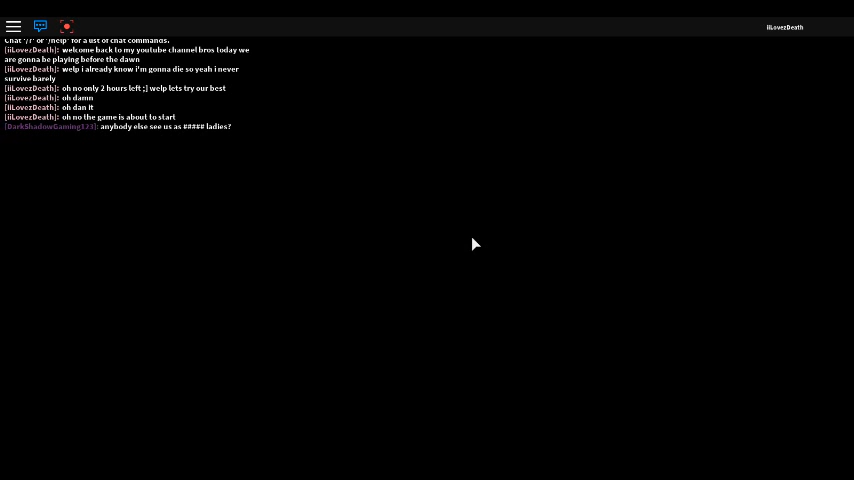 iiLovezDeath
Chat '/?' or '/help' for a list of chat commands.
[iiLovezDeath]: welcome back to my youtube channel bros today we
are gonna be playing before the dawn
[iiLovezDeath]: welp i already know i'm gonna die so yeah i never
survive barely
[iiLovezDeath]: oh no only 2 hours left ;] welp lets try our best
[iiLovezDeath]: oh damn
[iiLovezDeath]: oh dan it
[iiLovezDeath]: oh no the game is about to start
[DarkShadowGaming123]: anybody else see us as ##### ladies?